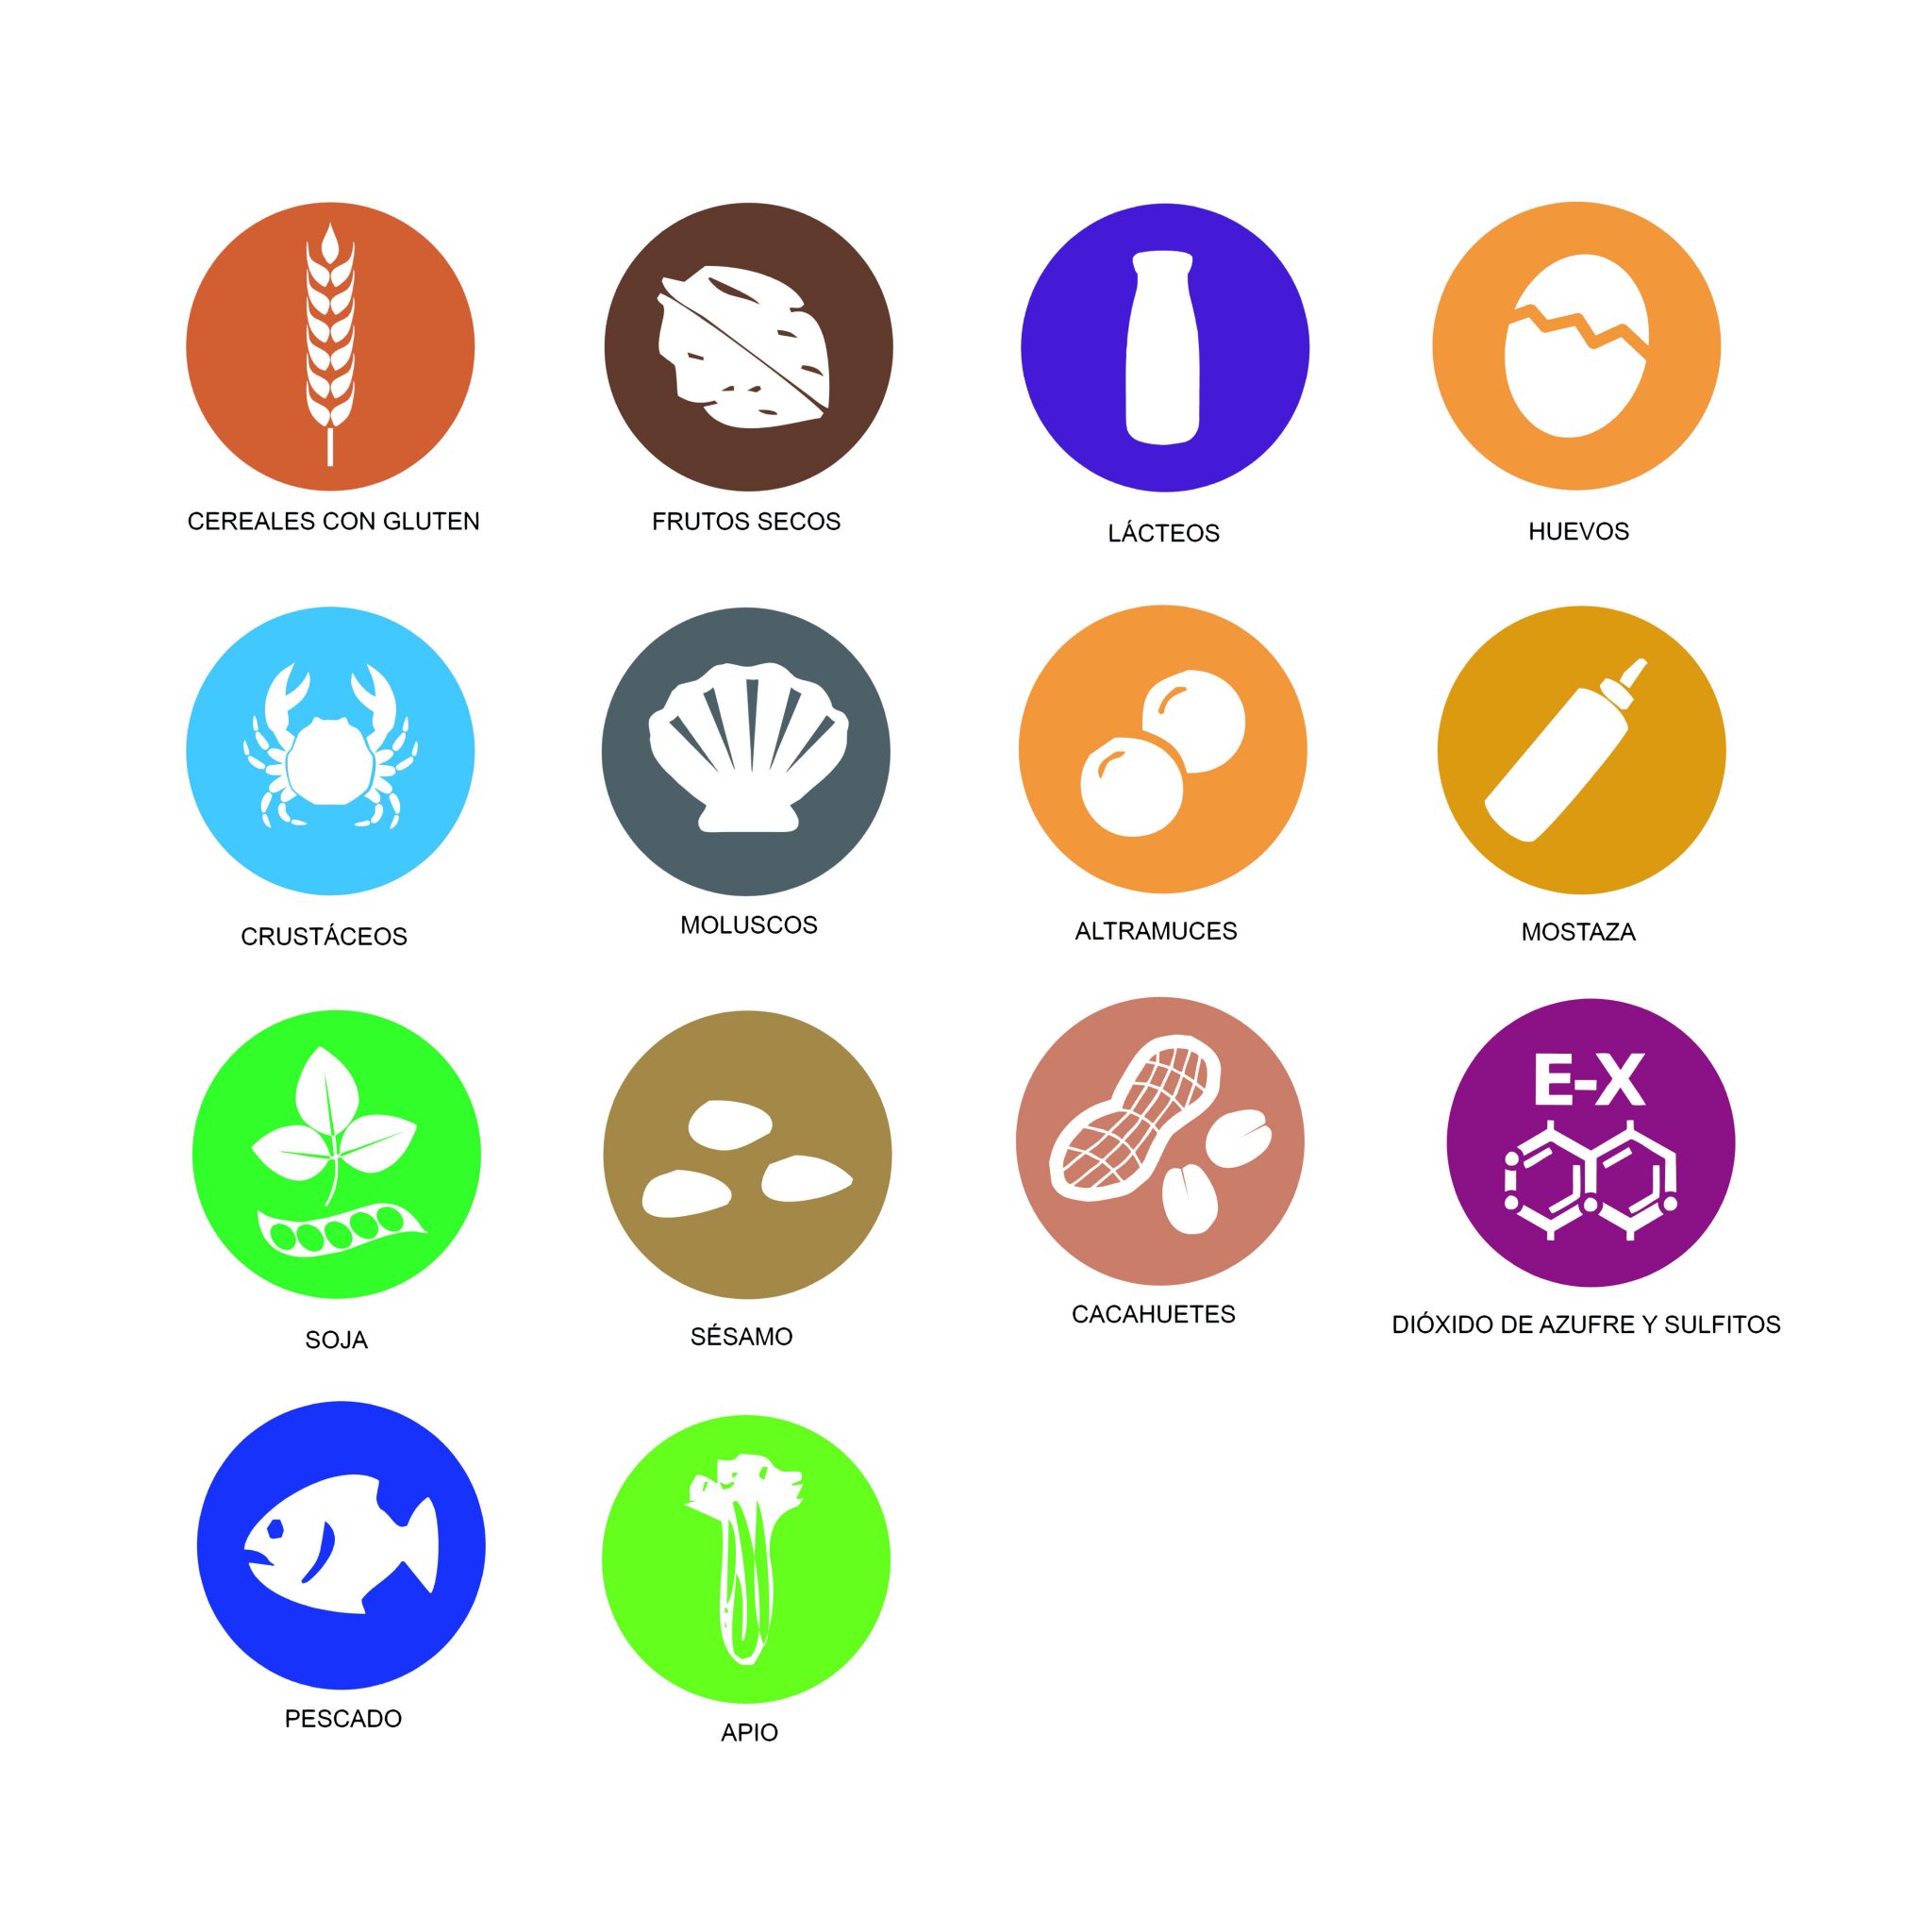 CEREALES CON GLUTEN
FRUTOS SECOS
LÁCTEOS
HUEVOS
CRUSTÁCEOS
MOLUSCOS
ALTRAMUCES
MOSTAZA
SOJA
SÉSAMO
CACAHUETES
E-X
DIÓXIDO DE AZUFRE Y SULFITOS
PESCADO
APIO